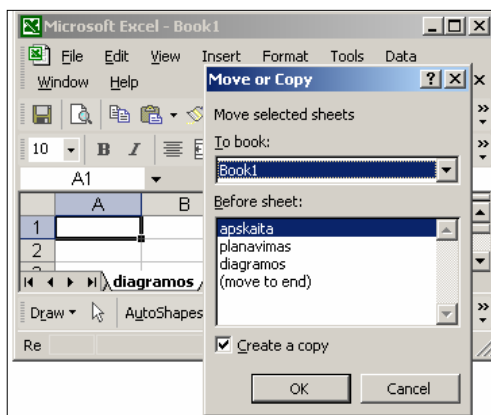 Microsoft Excel - Book1
File Edit View Insert Format Tools Data
Window Help
10 B I
A1
A B
1
2
diagramos
Draw AutoShapes
Re
Move or Copy
Move selected sheets
To book:
Book1
Before sheet:
apskaita
planavimas
diagramos
(move to end)
Create a copy
OK Cancel